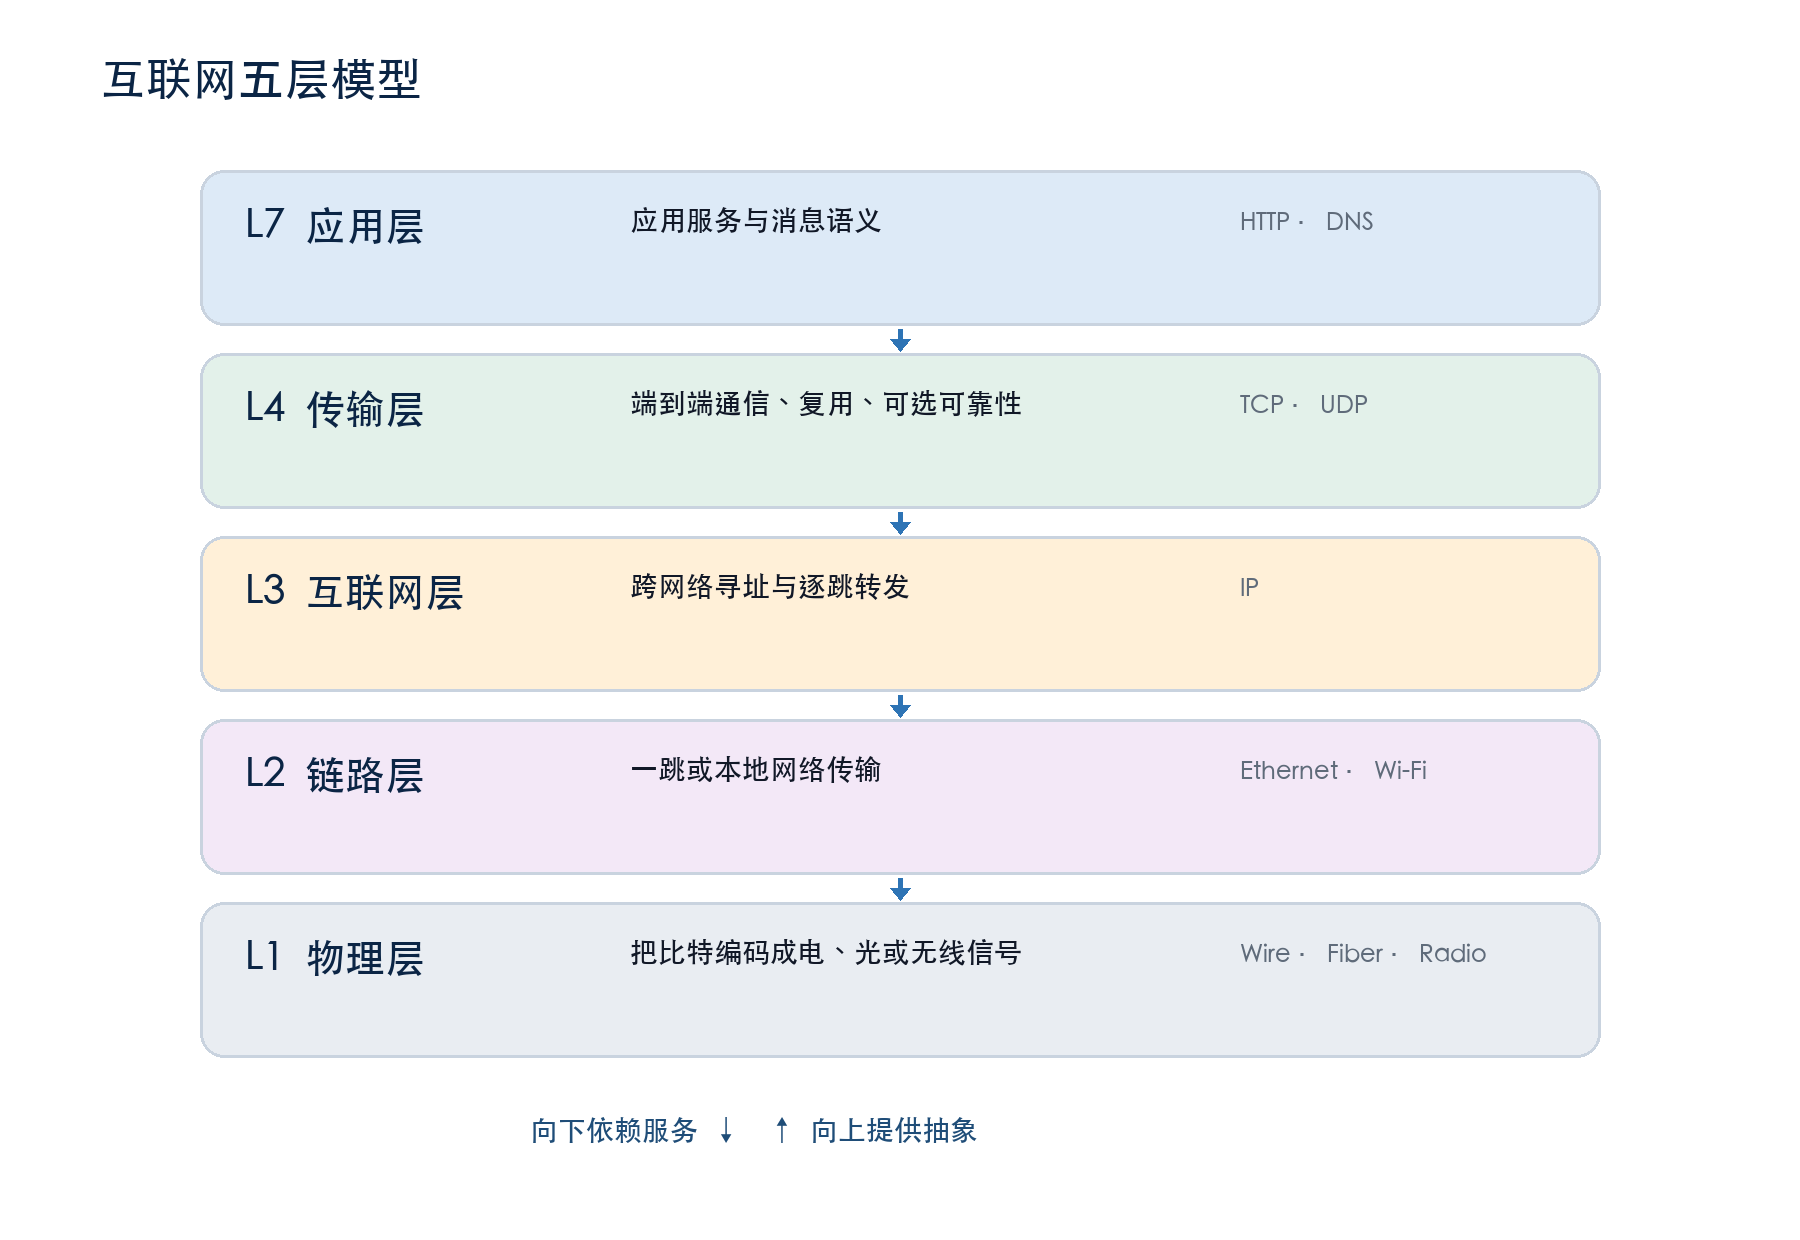 互联网五层模型
L7 应用层 应用服务与消息语义 HTTP · DNS
L4 传输层 端到端通信、复用、可选可靠性 TCP · UDP
L3 互联网层 跨网络寻址与逐跳转发 IP
L2 链路层 一跳或本地网络传输 Ethernet · Wi-Fi
L1 物理层 把比特编码成电、光或无线信号 Wire · Fiber · Radio
向下依赖服务 ↓ ↑ 向上提供抽象